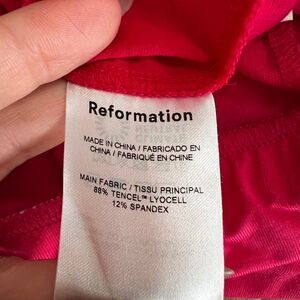 Reformation
MADE IN CHINA / FABRICADO EN
CHINA / FABRIQUÉ EN CHINE
MAIN FABRIC / TISSU PRINCIPAL
88% TENCEL™ LYOCELL
12% SPANDEX